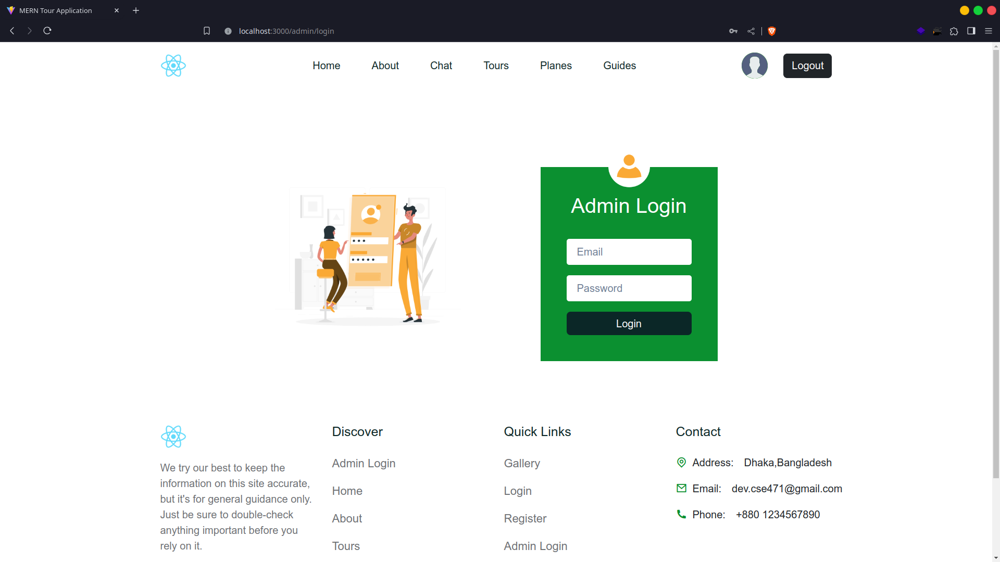 MERN Tour Application
localhost:3000/admin/login
Home About Chat Tours Planes Guides Logout
Admin Login
Email
Password
Login
We try our best to keep the
information on this site accurate,
but it's for general guidance only.
Just be sure to double-check
anything important before you
rely on it.
Discover
Admin Login
Home
About
Tours
Quick Links
Gallery
Login
Register
Admin Login
Contact
Address: Dhaka,Bangladesh
Email: dev.cse471@gmail.com
Phone: +880 1234567890